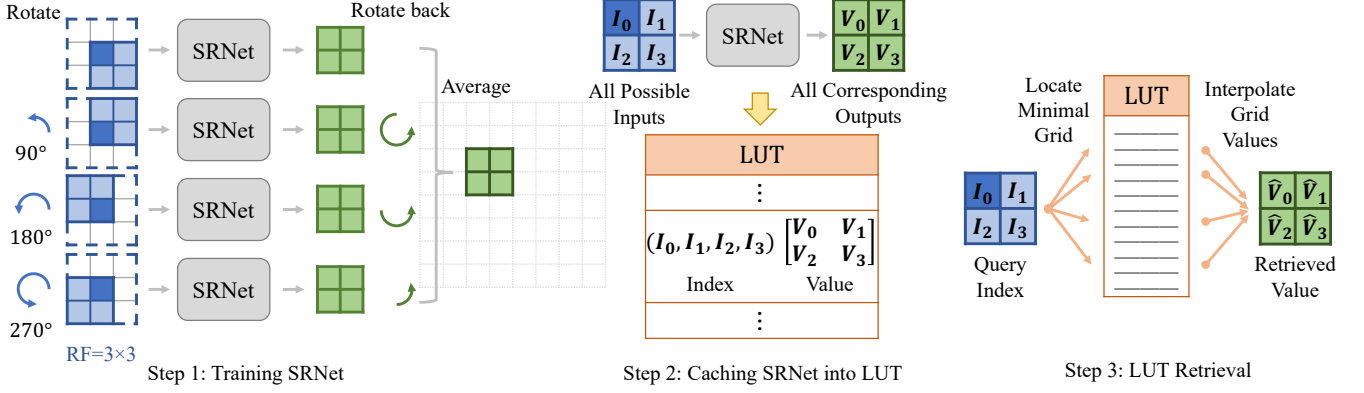 Rotate
SRNet
Rotate back
90°
SRNet
180°
SRNet
270°
SRNet
RF=3×3
Average
Step 1: Training SRNet
I₀ I₁
I₂ I₃
SRNet
V₀ V₁
V₂ V₃
All Possible
Inputs
All Corresponding
Outputs
LUT
⋮
(I₀, I₁, I₂, I₃) [V₀ V₁
V₂ V₃]
Index Value
⋮
Step 2: Caching SRNet into LUT
Locate
Minimal
Grid
LUT
Interpolate
Grid
Values
I₀ I₁
I₂ I₃
Query
Index
V̂₀ V̂₁
V̂₂ V̂₃
Retrieved
Value
Step 3: LUT Retrieval